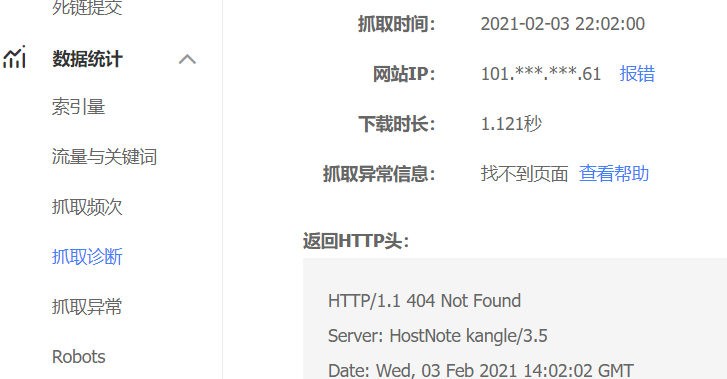 死链提交
数据统计
索引量
流量与关键词
抓取频次
抓取诊断
抓取异常
Robots
抓取时间： 2021-02-03 22:02:00
网站IP： 101.***.***.61 报错
下载时长： 1.121秒
抓取异常信息： 找不到页面 查看帮助
返回HTTP头：
HTTP/1.1 404 Not Found
Server: HostNote kangle/3.5
Date: Wed, 03 Feb 2021 14:02:02 GMT